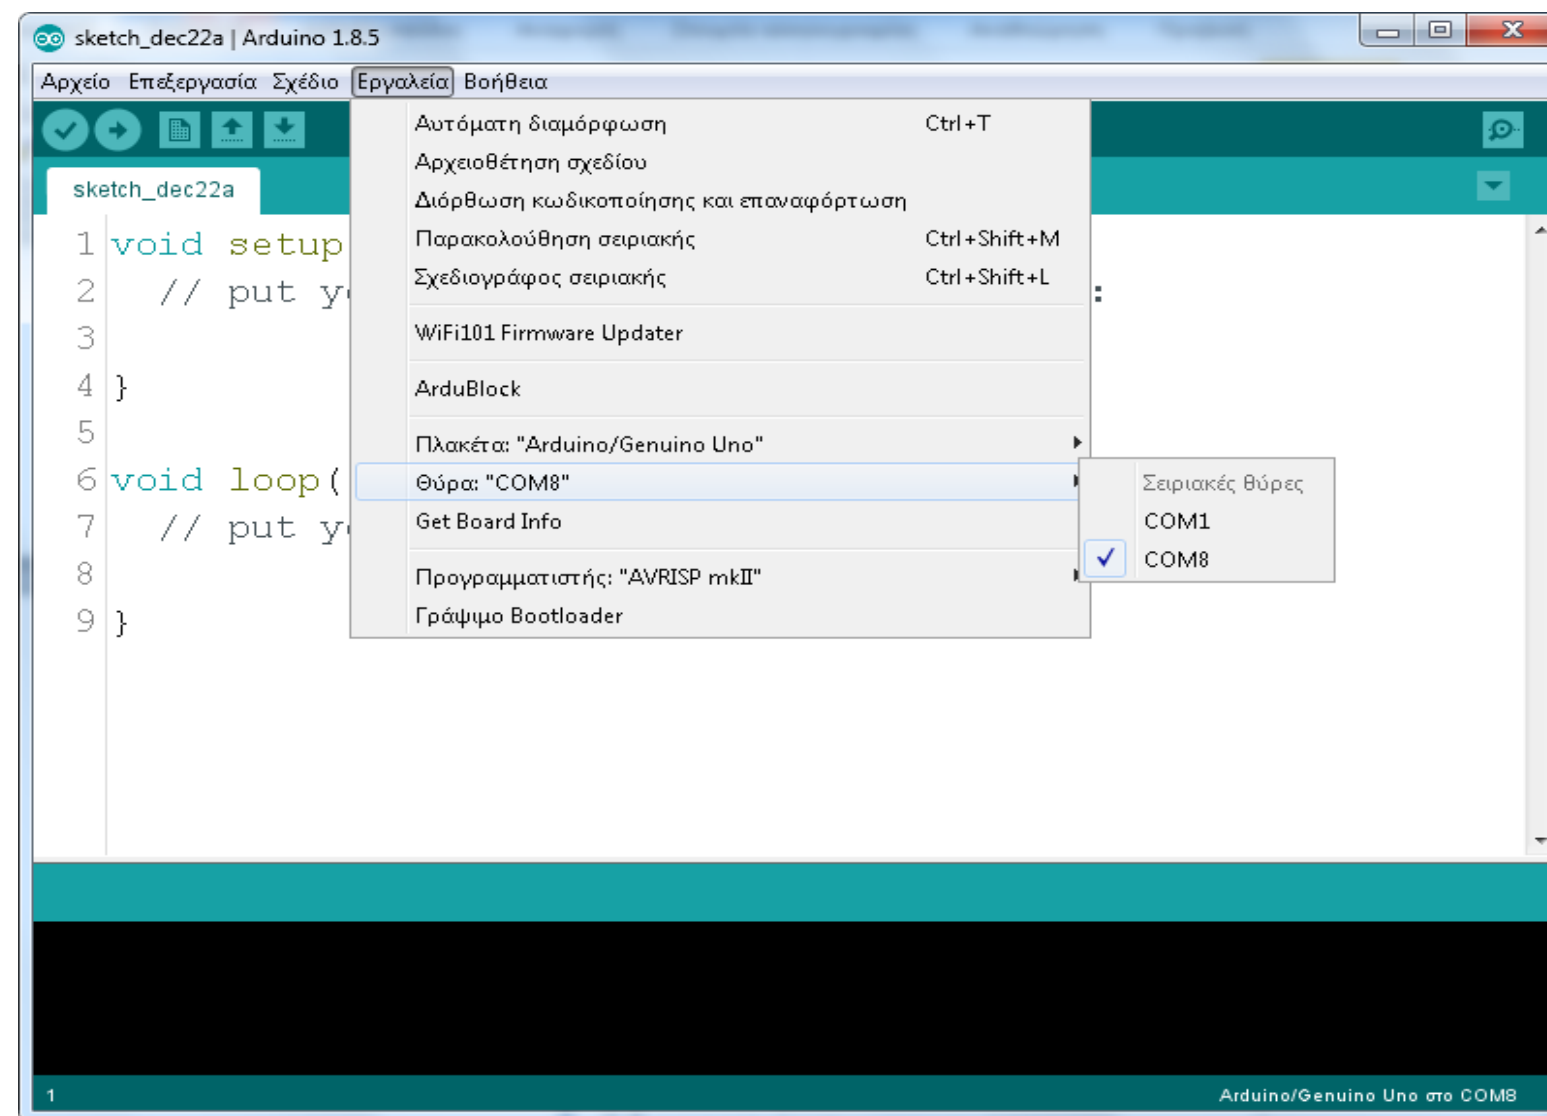 sketch_dec22a | Arduino 1.8.5
Αρχείο Επεξεργασία Σχέδιο Εργαλεία Βοήθεια
sketch_dec22a
Αυτόματη διαμόρφωση Ctrl+T
Αρχειοθέτηση σχεδίου
Διόρθωση κωδικοποίησης και επαναφόρτωση
Παρακολούθηση σειριακής Ctrl+Shift+M
Σχεδιογράφος σειριακής Ctrl+Shift+L
WiFi101 Firmware Updater
ArduBlock
Πλακέτα: "Arduino/Genuino Uno"
Θύρα: "COM8"
Get Board Info
Προγραμματιστής: "AVRISP mkII"
Γράψιμο Bootloader
Σειριακές θύρες
COM1
COM8
1 void setup
2 // put y :
3
4 }
5
6 void loop(
7 // put y
8
9 }
1 Arduino/Genuino Uno στο COM8